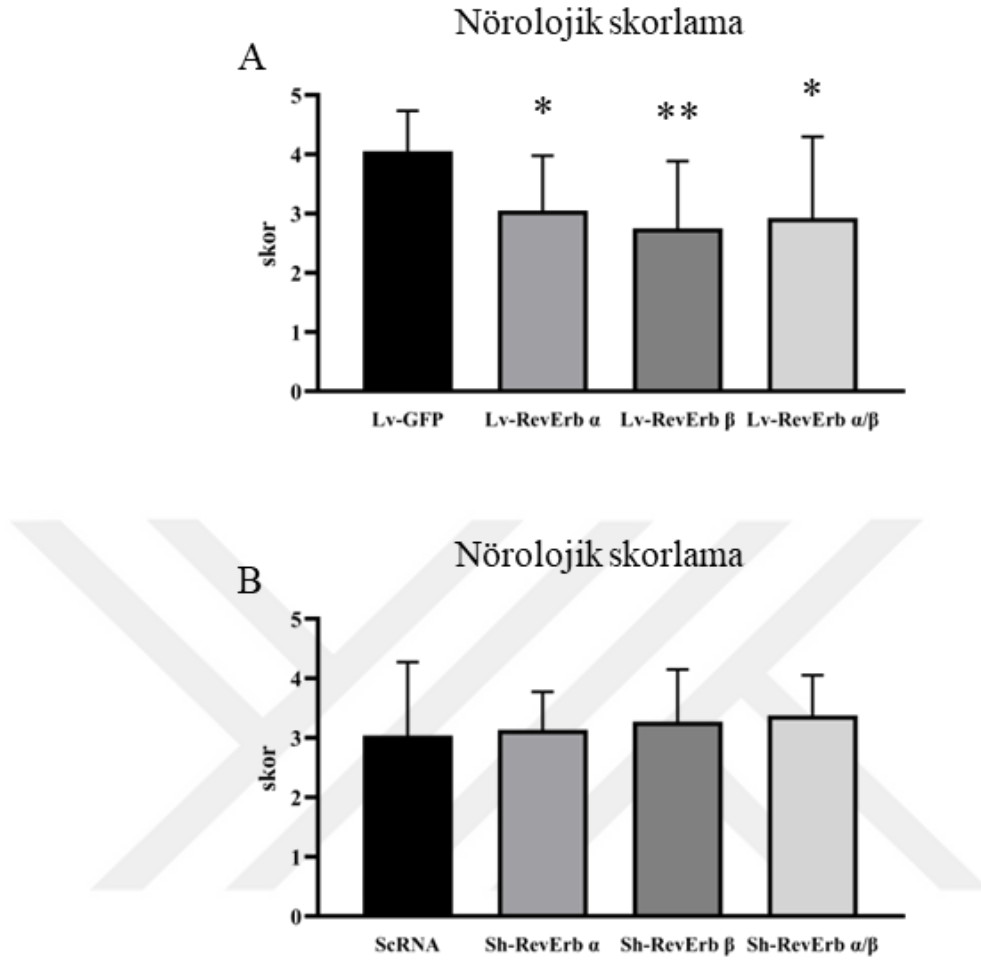 Nörolojik skorlama
A
* ** *
5
4
3
2
1
0
skor
Lv-GFP Lv-RevErb α Lv-RevErb β Lv-RevErb α/β
Nörolojik skorlama
B
5
4
3
2
1
0
skor
ScRNA Sh-RevErb α Sh-RevErb β Sh-RevErb α/β